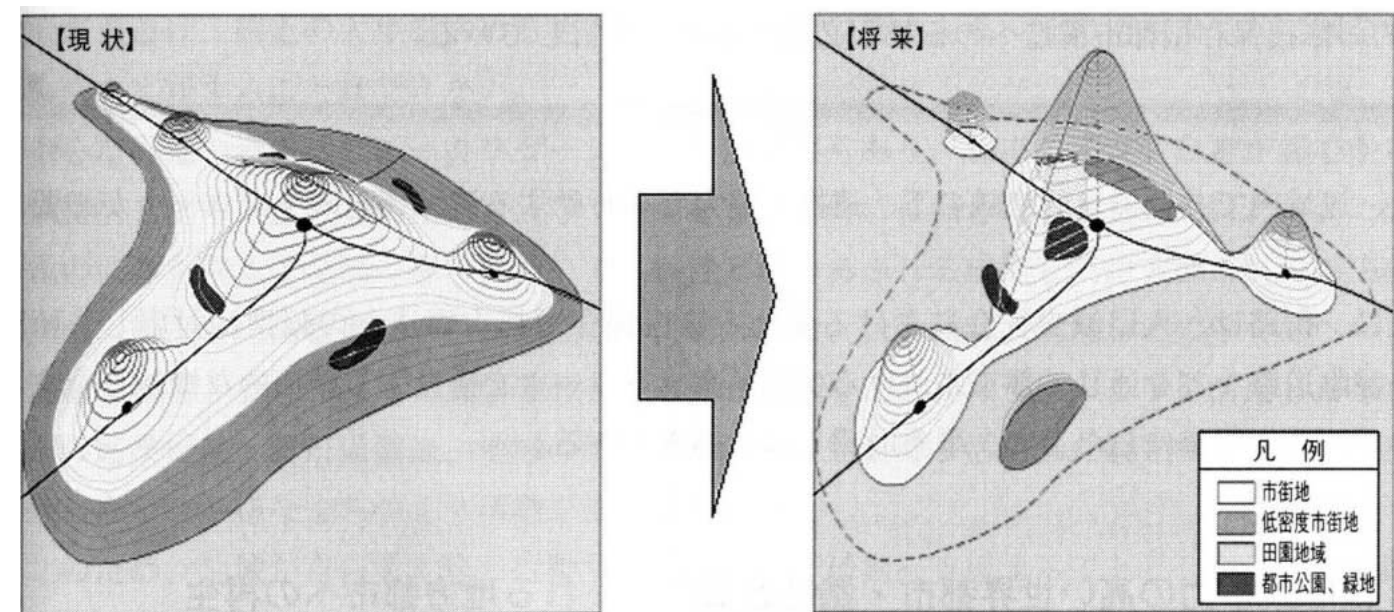 【現 状】
【将 来】
凡 例
市街地
低密度市街地
田園地域
都市公園、緑地